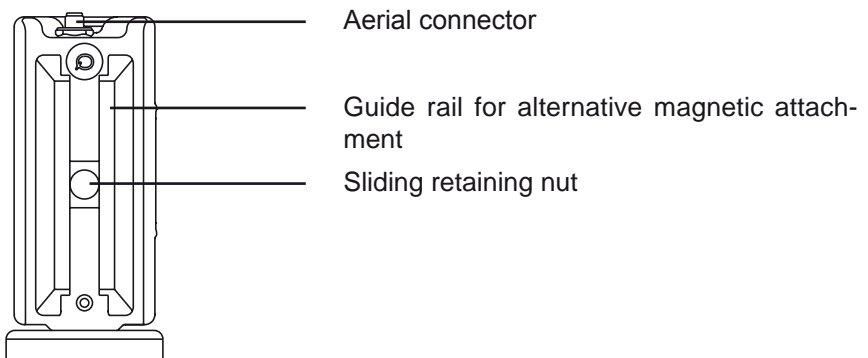 Aerial connector
Guide rail for alternative magnetic attach-
ment
Sliding retaining nut